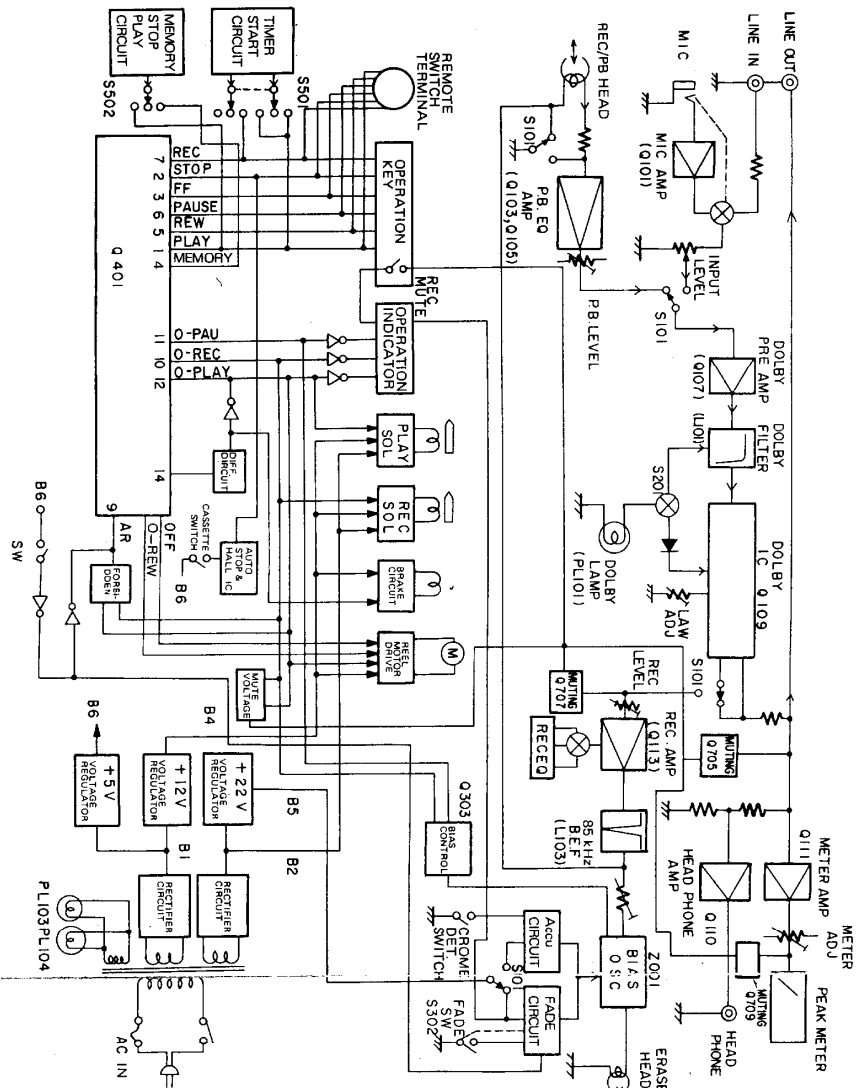 LINE OUT
LINE IN
MIC
MIC AMP
(Q101)
INPUT
LEVEL
REC/PB HEAD
S101
P.B. EQ
AMP
(Q103,Q105)
P.B.LEVEL
S101
DOLBY
PRE AMP
(Q107)
DOLBY
FILTER
(L101)
S201
DOLBY
LAMP
(PL101)
DOLBY
IC Q109
LAW
ADJ
S101
REC
LEVEL
MUTING
Q707
REC. AMP
(Q113)
REC EQ
85 kHz
B.E.F
(L103)
MUTING
Q705
METER AMP
Q111
METER
ADJ
HEAD PHONE
AMP
Q110
MUTING
Q709
PEAK METER
HEAD
PHONE
BIAS
OSC
Z001
ERASE
HEAD
ACCU
CIRCUIT
FADE
CIRCUIT
S10
CROME
DET.
SWITCH
FADE
SW
S302
BIAS
CONTROL
Q303
REMOTE
SWITCH
TERMINAL
TIMER
START
CIRCUIT
S501
MEMORY
STOP
PLAY
CIRCUIT
S502
OPERATION
KEY
REC
MUTE
OPERATION
INDICATOR
7 REC
2 STOP
3 FF
6 PAUSE
5 REW
1 PLAY
4 MEMORY
Q401
11 O-PAU
10 O-REC
12 O-PLAY
14
9
AR
O-REW
OFF
DIFF.
CIRCUIT
AUTO
STOP &
HALL IC
CASSETTE
SWITCH
B6
FORBI-
DDEN
B6
SW
PLAY
SOL
REC
SOL
BRAKE
CIRCUIT
REEL
MOTOR
DRIVE
M
MUTE
VOLTAGE
B4
B5
B6
+5V
VOLTAGE
REGULATOR
+12V
VOLTAGE
REGULATOR
+22V
VOLTAGE
REGULATOR
B1
B2
RECTIFIER
CIRCUIT
RECTIFIER
CIRCUIT
PL103 PL104
AC IN